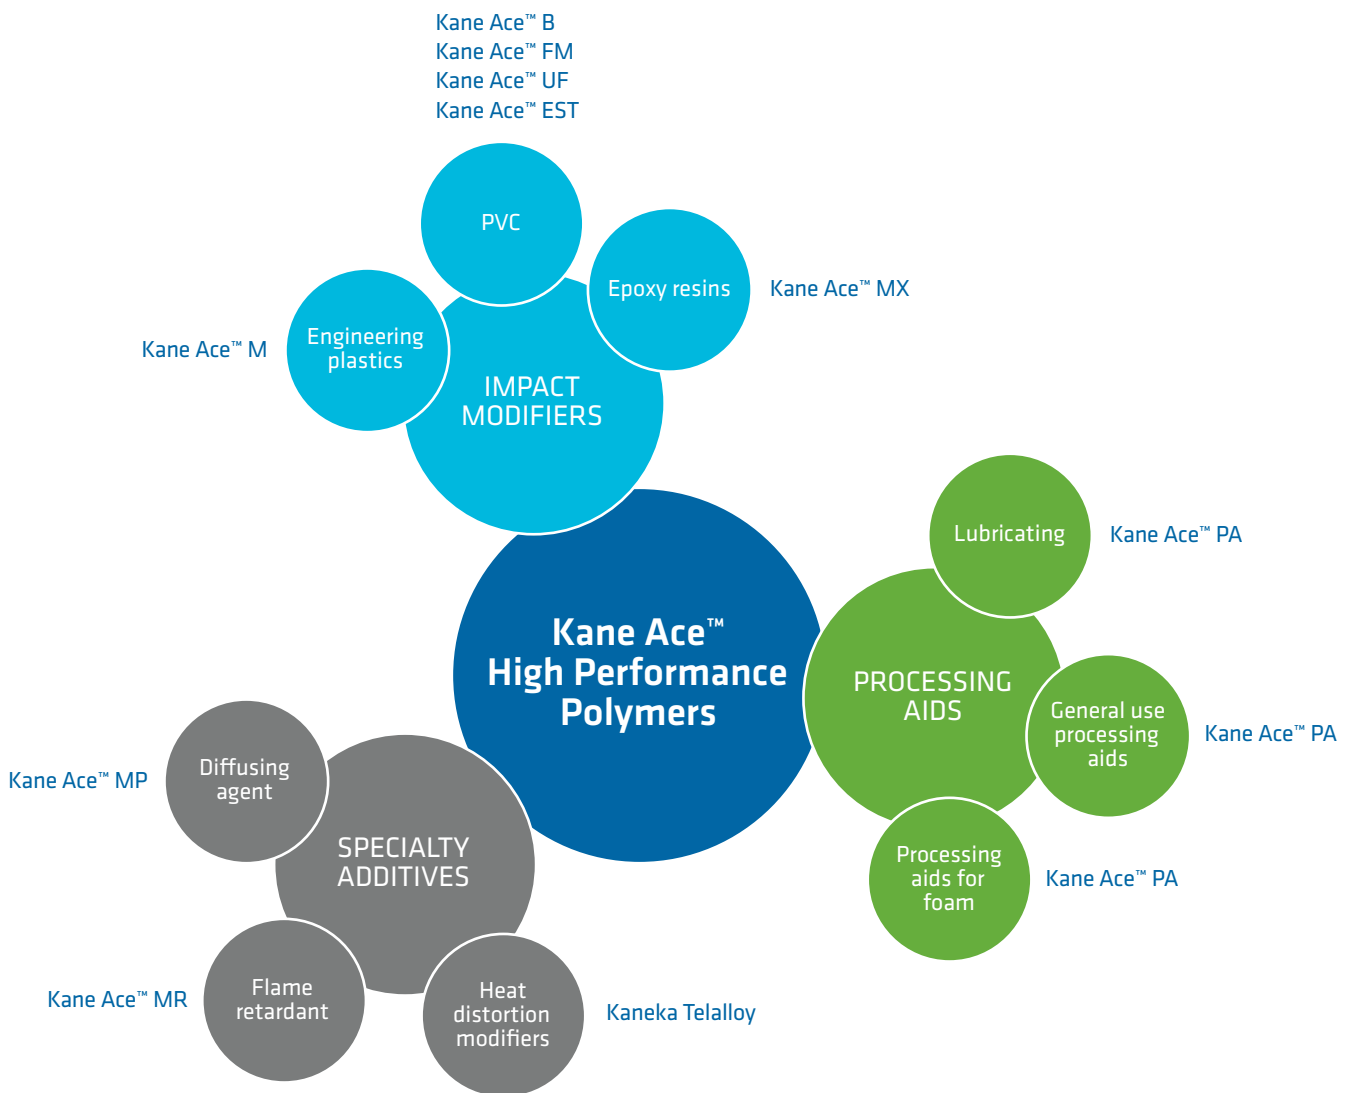 Kane Ace™ B
Kane Ace™ FM
Kane Ace™ UF
Kane Ace™ EST
PVC
Epoxy resins
Kane Ace™ MX
Kane Ace™ M
Engineering
plastics
IMPACT
MODIFIERS
Lubricating
Kane Ace™ PA
Kane Ace™
High Performance
Polymers
PROCESSING
AIDS
General use
processing
aids
Kane Ace™ PA
Processing
aids for
foam
Kane Ace™ PA
Kane Ace™ MP
Diffusing
agent
SPECIALTY
ADDITIVES
Kane Ace™ MR
Flame
retardant
Heat
distortion
modifiers
Kaneka Telalloy